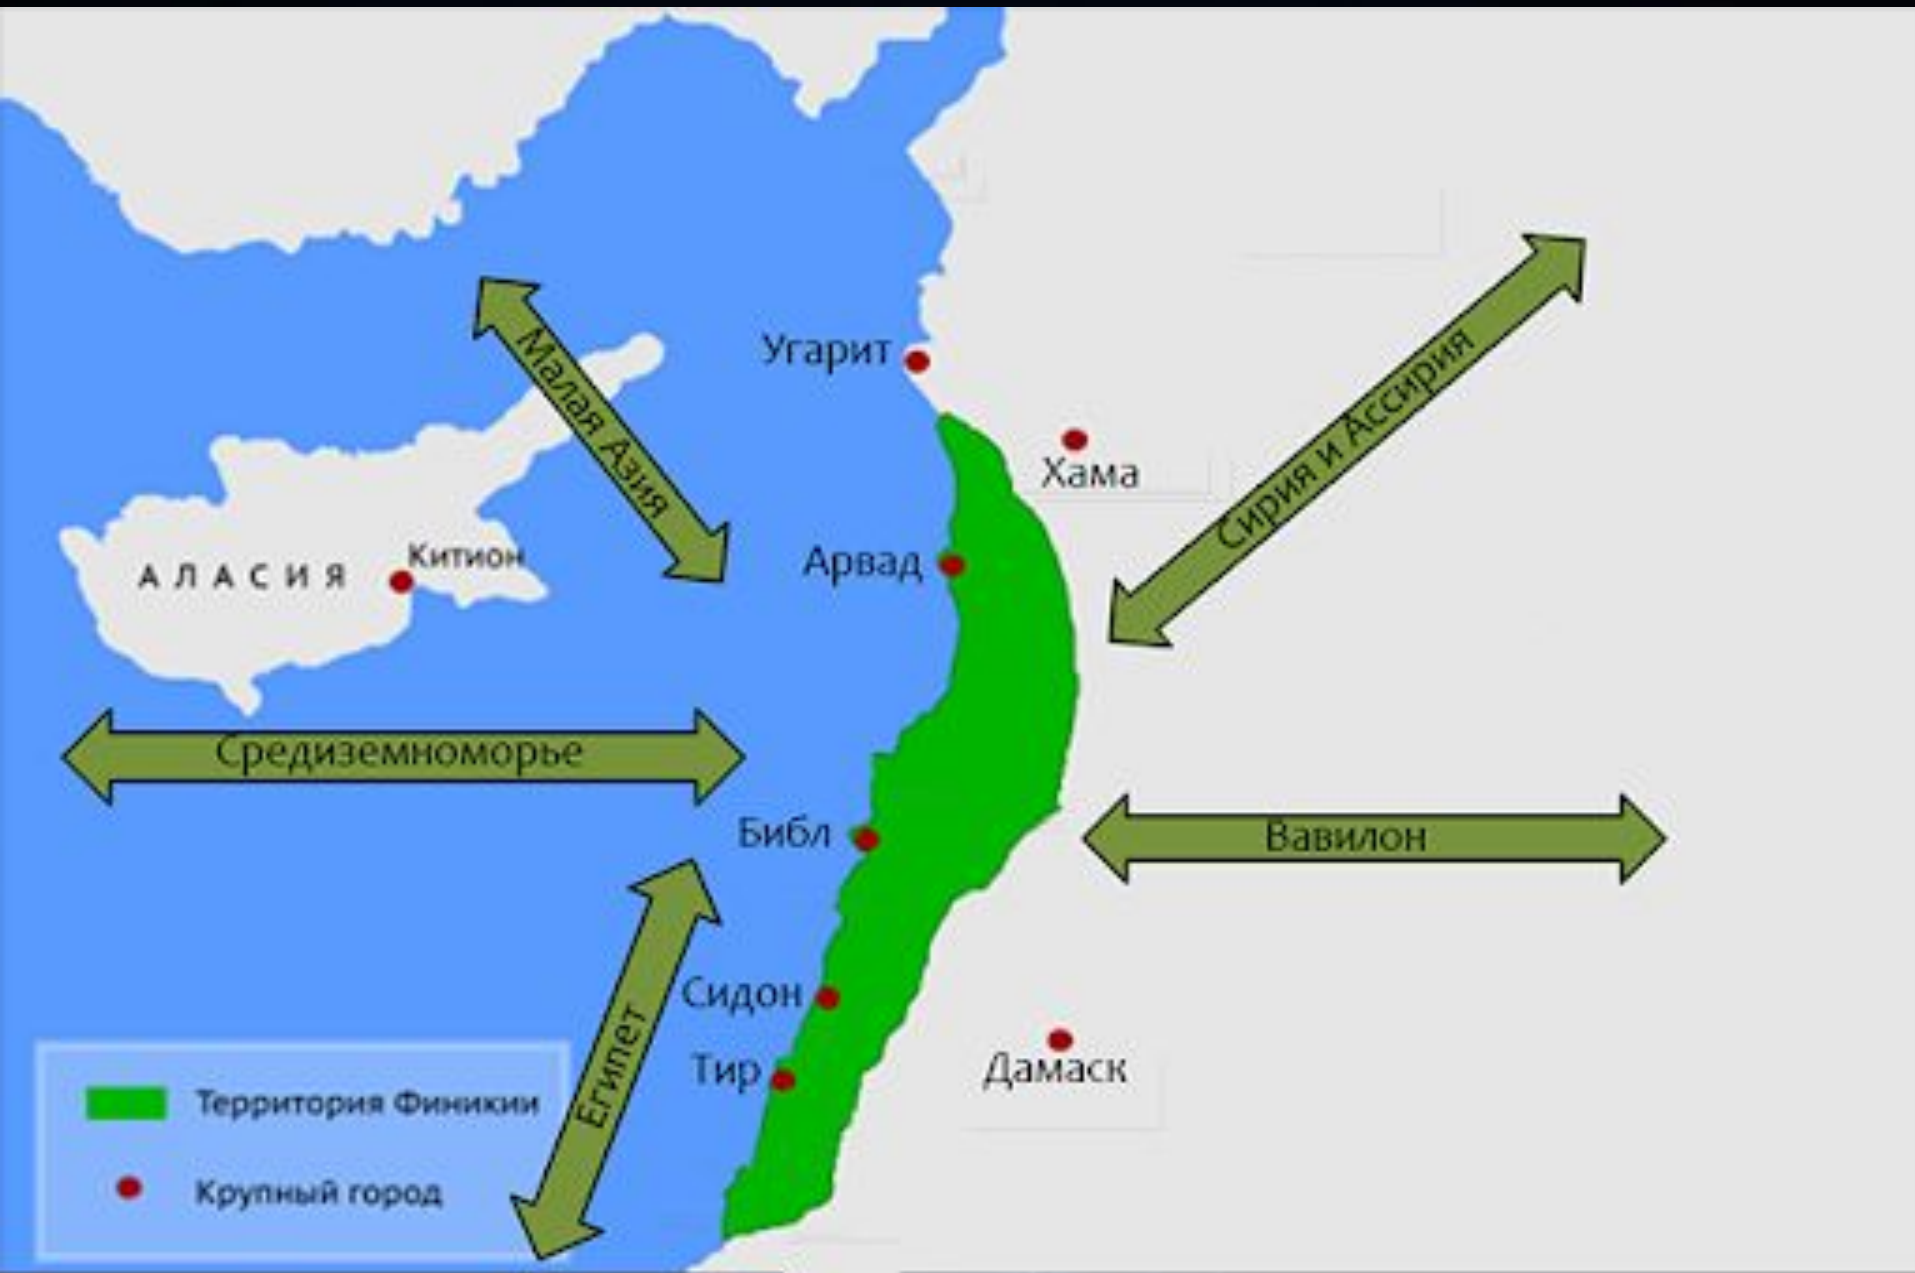 Угарит
Малая Азия
Хама
Сирия и Ассирия
Арвад
Китион
АЛАСИЯ
Средиземноморье
Библ
Вавилон
Сидон
Египет
Тир
Дамаск
Территория Финикии
Крупный город